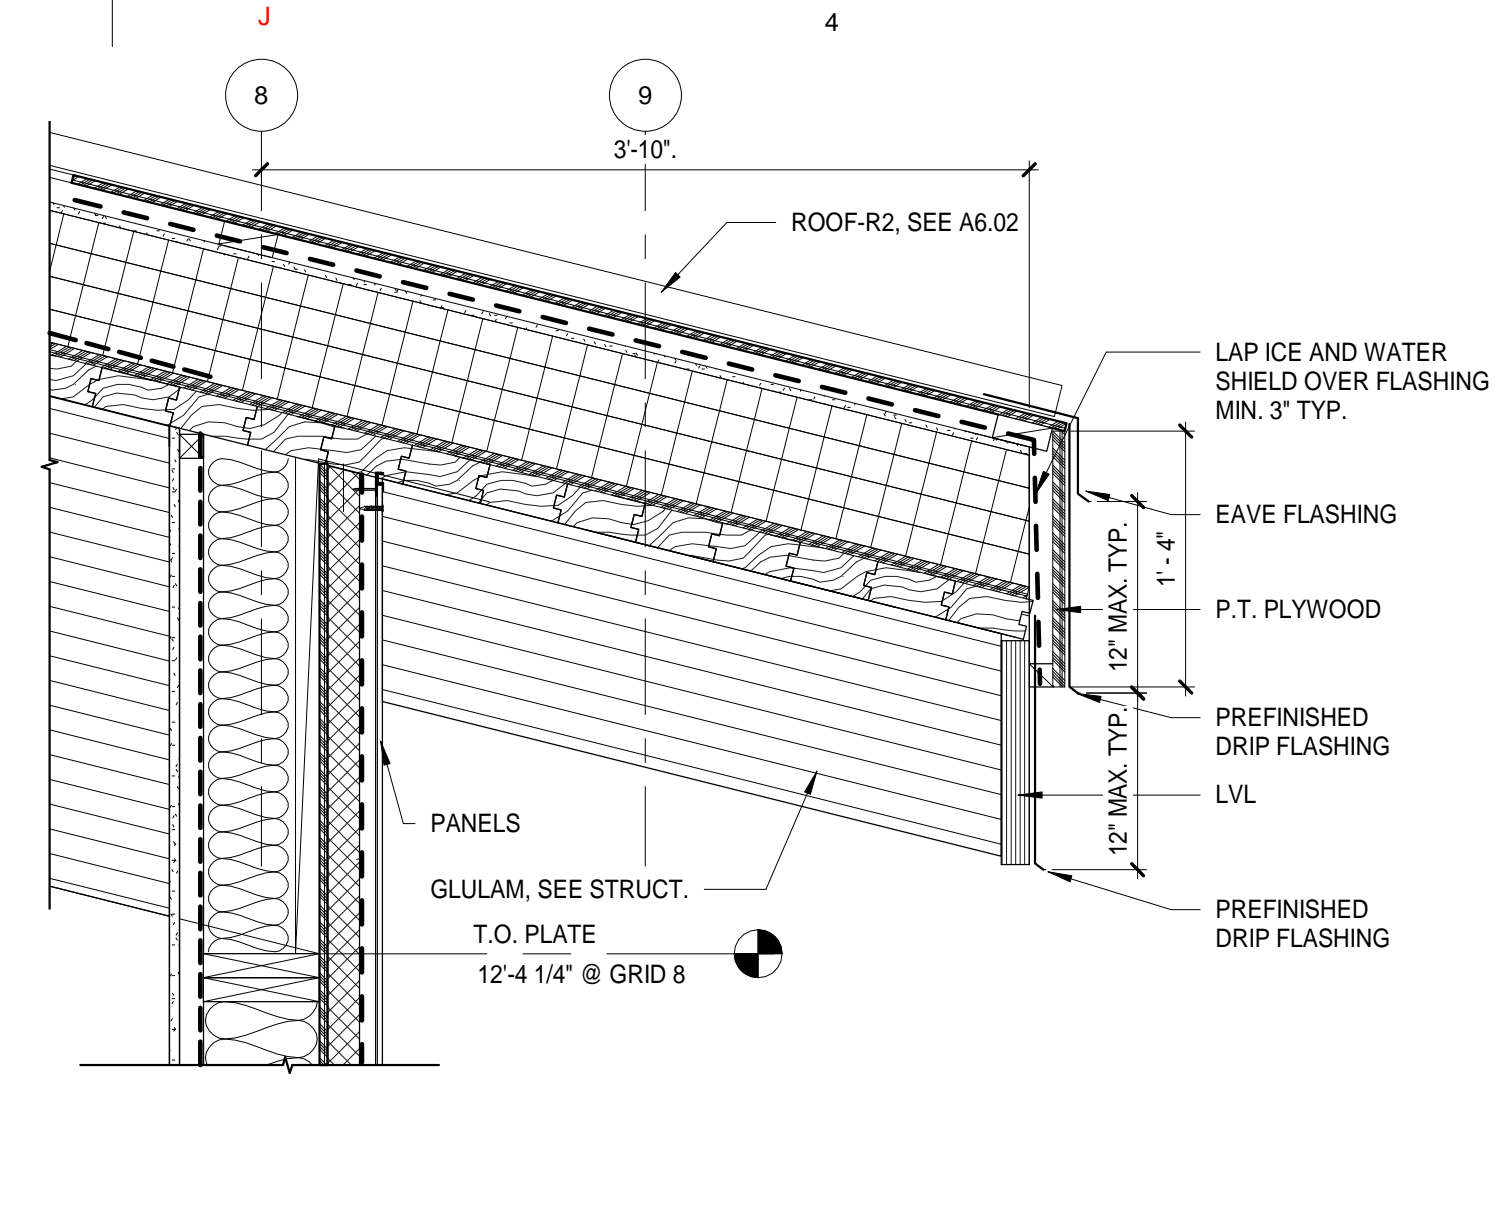 J
4
8
9
3'-10".
ROOF-R2, SEE A6.02
LAP ICE AND WATER
SHIELD OVER FLASHING
MIN. 3" TYP.
EAVE FLASHING
12" MAX. TYP.
1' - 4"
P.T. PLYWOOD
PREFINISHED
DRIP FLASHING
12" MAX. TYP.
LVL
PANELS
GLULAM, SEE STRUCT.
PREFINISHED
DRIP FLASHING
T.O. PLATE
12'-4 1/4" @ GRID 8